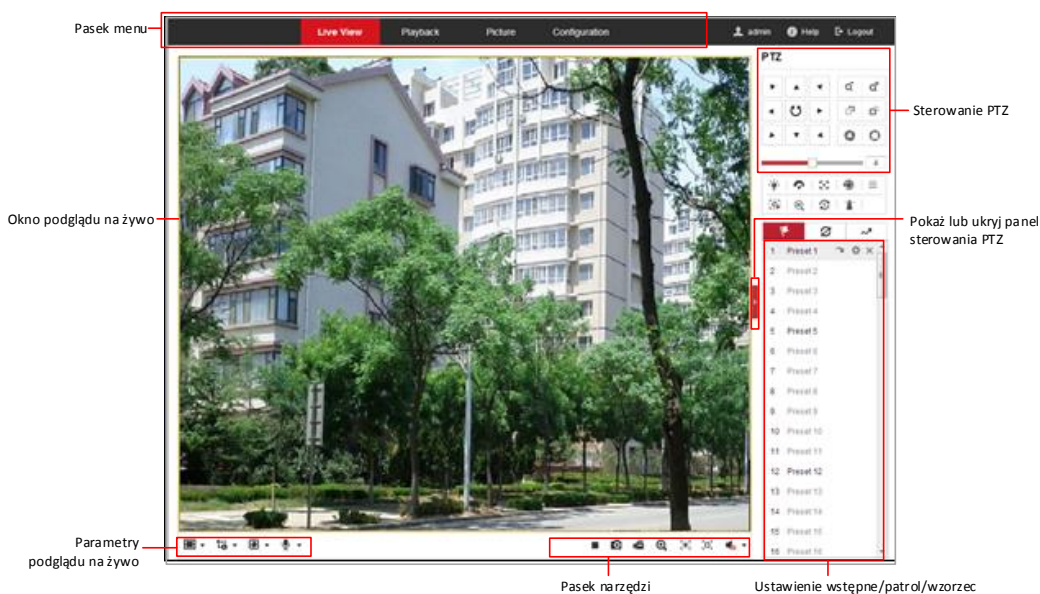 Pasek menu
Live View Playback Picture Configuration admin Help Logout
PTZ
Sterowanie PTZ
4
Okno podglądu na żywo
Pokaż lub ukryj panel
sterowania PTZ
1 Preset 1
2 Preset 2
3 Preset 3
4 Preset 4
5 Preset 5
6 Preset 6
7 Preset 7
8 Preset 8
9 Preset 9
10 Preset 10
11 Preset 11
12 Preset 12
13 Preset 13
14 Preset 14
15 Preset 15
16 Preset 16
Parametry
podglądu na żywo
Pasek narzędzi
Ustawienie wstępne/patrol/wzorzec